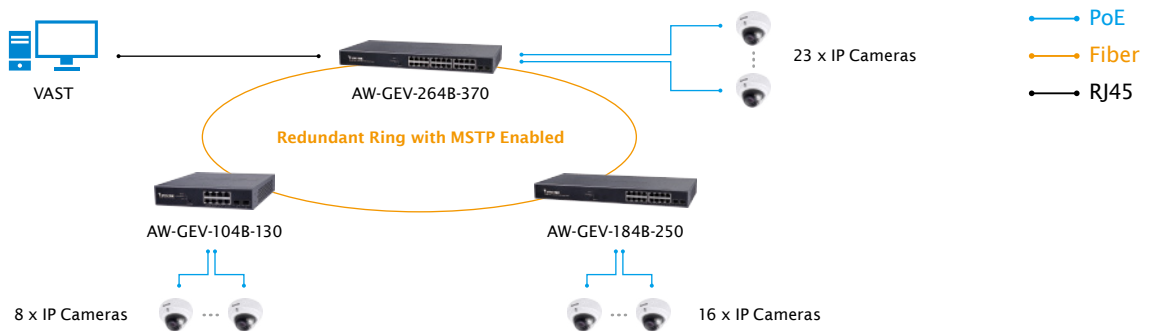 PoE
Fiber
RJ45
23 x IP Cameras
VAST
AW-GEV-264B-370
Redundant Ring with MSTP Enabled
AW-GEV-104B-130
AW-GEV-184B-250
8 x IP Cameras
16 x IP Cameras